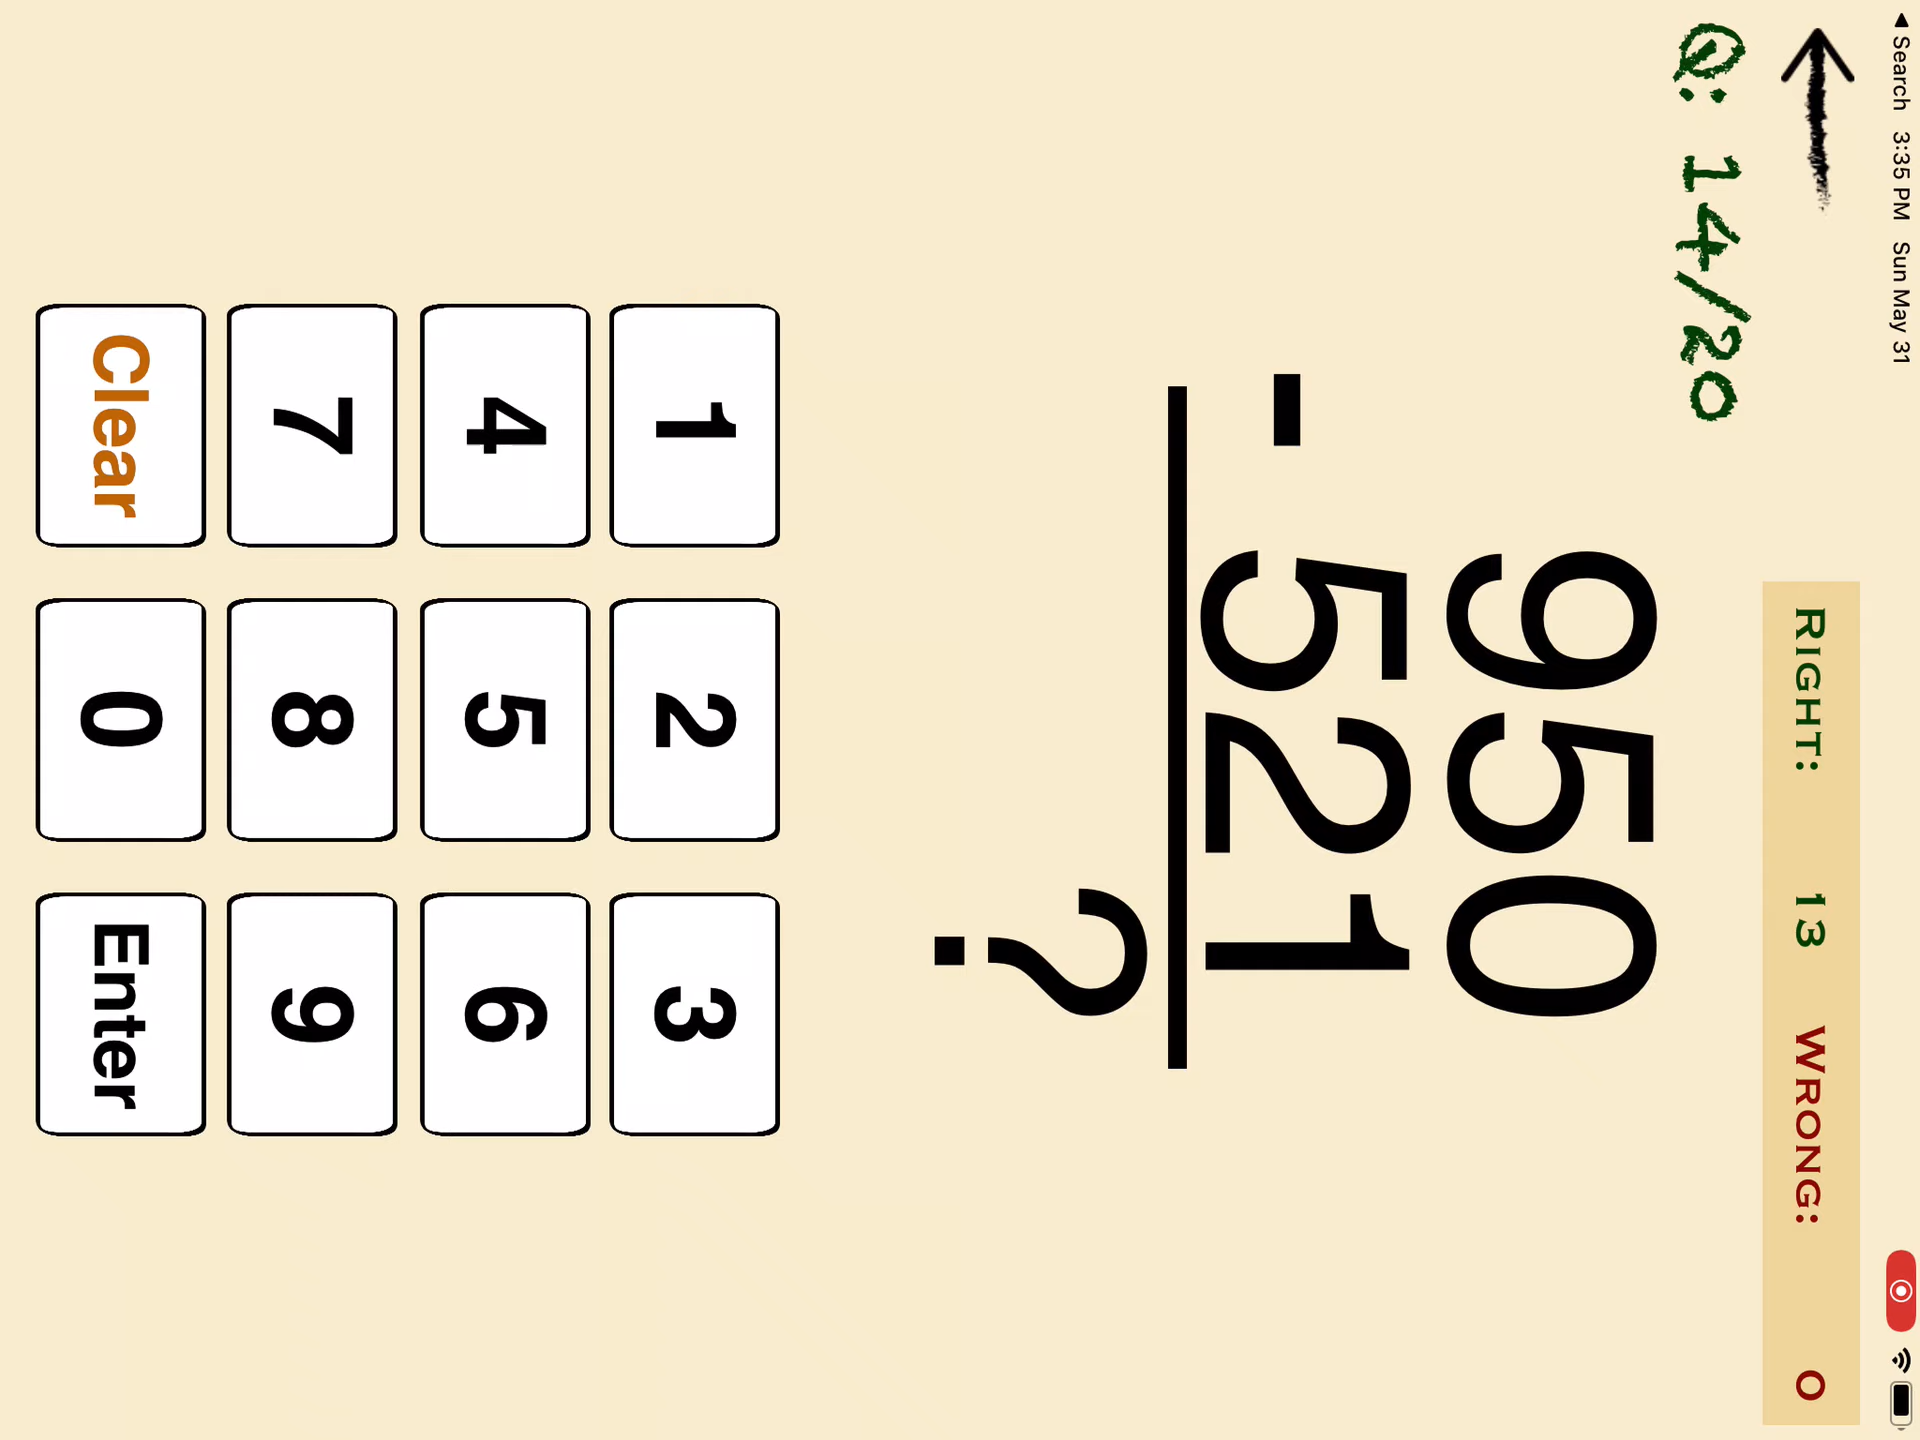 ◀ Search 3:35 PM Sun May 31
RIGHT: 13 WRONG: 0
Q: 14/20
950
- 521
?
1 2 3
4 5 6
7 8 9
Clear 0 Enter